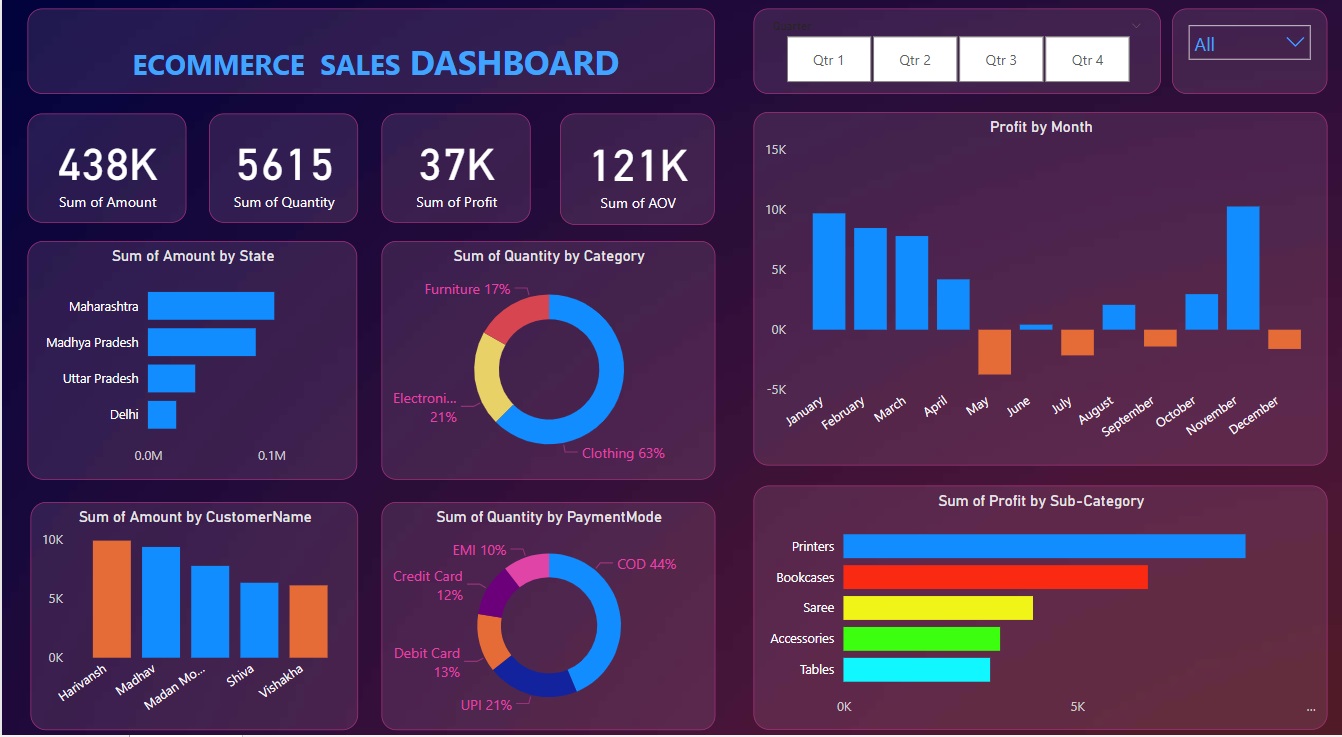 ECOMMERCE SALES DASHBOARD
Qtr 1 Qtr 2 Qtr 3 Qtr 4
All
438K
Sum of Amount
5615
Sum of Quantity
37K
Sum of Profit
121K
Sum of AOV
Profit by Month
15K
10K
5K
0K
-5K
January February March April May June July August September October November December
Sum of Amount by State
Maharashtra
Madhya Pradesh
Uttar Pradesh
Delhi
0.0M 0.1M
Sum of Quantity by Category
Furniture 17%
Electroni...
21%
Clothing 63%
Sum of Amount by CustomerName
10K
5K
0K
Harivansh Madhav Madan Mo... Shiva Vishakha
Sum of Quantity by PaymentMode
EMI 10%
COD 44%
Credit Card
12%
Debit Card
13%
UPI 21%
Sum of Profit by Sub-Category
Printers
Bookcases
Saree
Accessories
Tables
0K 5K ...